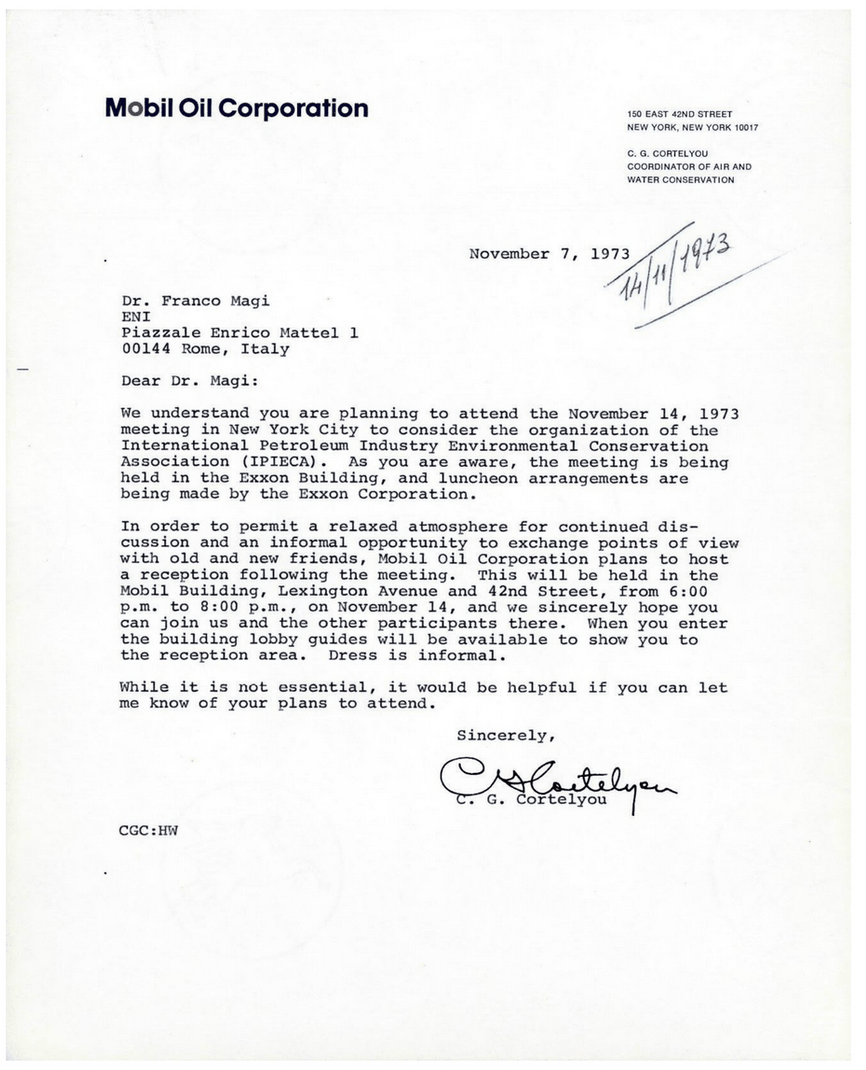 Mobil Oil Corporation
150 EAST 42ND STREET
NEW YORK, NEW YORK 10017
C. G. CORTELYOU
COORDINATOR OF AIR AND
WATER CONSERVATION
November 7, 1973
14/11/1973
Dr. Franco Magi
ENI
Piazzale Enrico Mattel 1
00144 Rome, Italy
Dear Dr. Magi:
We understand you are planning to attend the November 14, 1973
meeting in New York City to consider the organization of the
International Petroleum Industry Environmental Conservation
Association (IPIECA).  As you are aware, the meeting is being
held in the Exxon Building, and luncheon arrangements are
being made by the Exxon Corporation.
In order to permit a relaxed atmosphere for continued dis-
cussion and an informal opportunity to exchange points of view
with old and new friends, Mobil Oil Corporation plans to host
a reception following the meeting.  This will be held in the
Mobil Building, Lexington Avenue and 42nd Street, from 6:00
p.m. to 8:00 p.m., on November 14, and we sincerely hope you
can join us and the other participants there.  When you enter
the building lobby guides will be available to show you to
the reception area.  Dress is informal.
While it is not essential, it would be helpful if you can let
me know of your plans to attend.
Sincerely,
C G Cortelyou
C. G. Cortelyou
CGC:HW